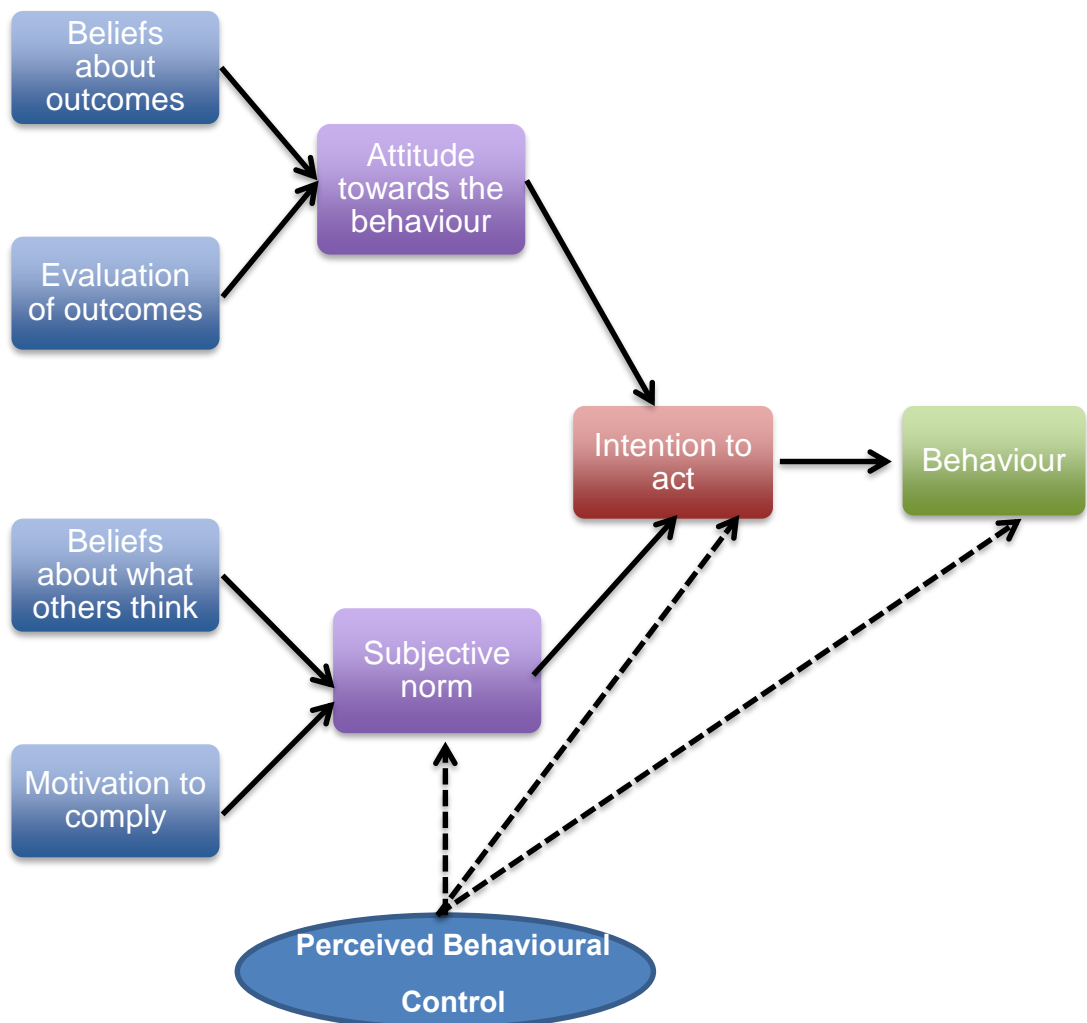 Beliefs
about
outcomes
Attitude
towards the
behaviour
Evaluation
of outcomes
Intention to
act
Behaviour
Beliefs
about what
others think
Subjective
norm
Motivation to
comply
Perceived Behavioural
Control